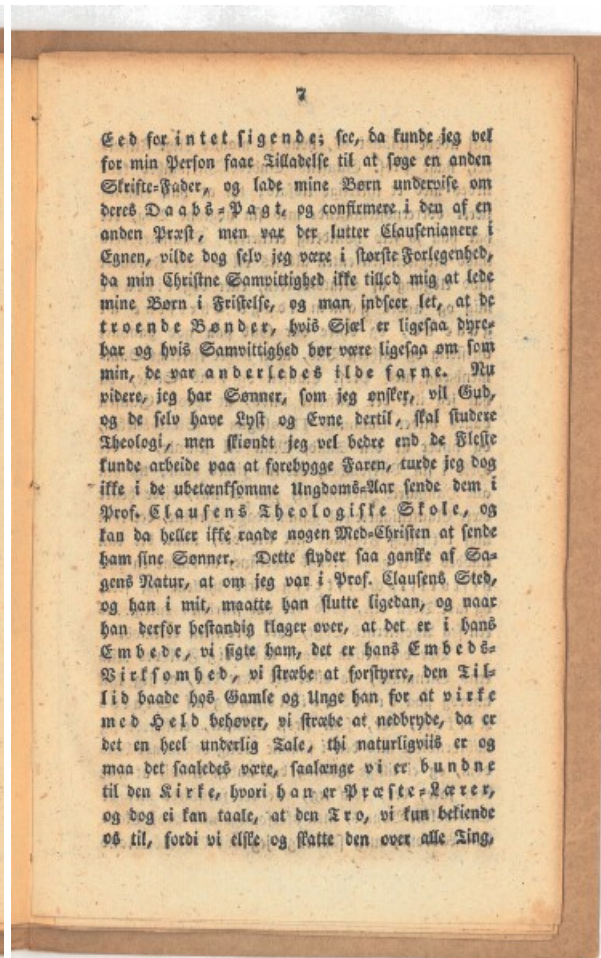 7
Eed for intet sigende; see, da kunde jeg vel
for min Person faae Tilladelse til at søge en anden
Skrifte-Fader, og lade mine Børn undervise om
deres Daabs-Pagt, og confirmere i den af en
anden Præst, men var der lutter Clausenianere i
Egnen, vilde dog selv jeg være i største Forlegenhed,
da min Christne Samvittighed ikke tillod mig at lede
mine Børn i Fristelse, og man indseer let, at de
troende Bønder, hvis Sjæl er ligesaa dyre-
bar og hvis Samvittighed bør være ligesaa øm som
min, de var anderledes ilde farne. Nu
videre, jeg har Sønner, som jeg ønsker, vil Gud,
og de selv have Lyst og Evne dertil, skal studere
Theologi, men skiøndt jeg vel bedre end de Fleste
kunde arbeide paa at forebygge Faren, turde jeg dog
ikke i de ubetænksomme Ungdoms-Aar sende dem i
Prof. Clausens Theologiske Skole, og
kan da heller ikke raade nogen Med-Christen at sende
ham sine Sønner. Dette flyder saa ganske af Sa-
gens Natur, at om jeg var i Prof. Clausens Sted,
og han i mit, maatte han slutte ligedan, og naar
han derfor bestandig klager over, at det er i hans
Embede, vi sigte ham, det er hans Embeds-
Virksomhed, vi stræbe at forstyrre, den Til-
lid baade hos Gamle og Unge han for at virke
med Held behøver, vi stræbe at nedbryde, da er
det en heel underlig Tale, thi naturligviis er og
maa det saaledes være, saalænge vi er bundne
til den Kirke, hvori han er Præste-Lærer,
og dog ei kan taale, at den Tro, vi kun bekiende
os til, fordi vi elske og skatte den over alle Ting,